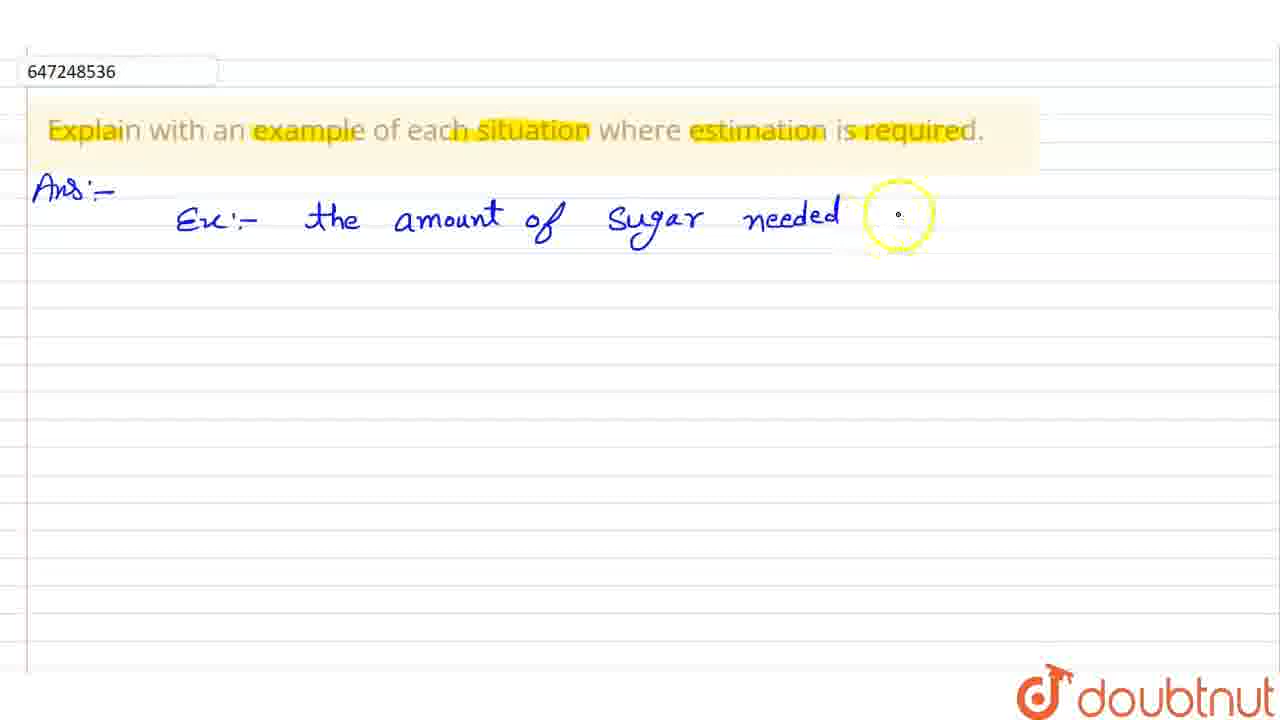 647248536
Explain with an example of each situation where estimation is required.
Ans:-
Ex:- the amount of Sugar needed
doubtnut